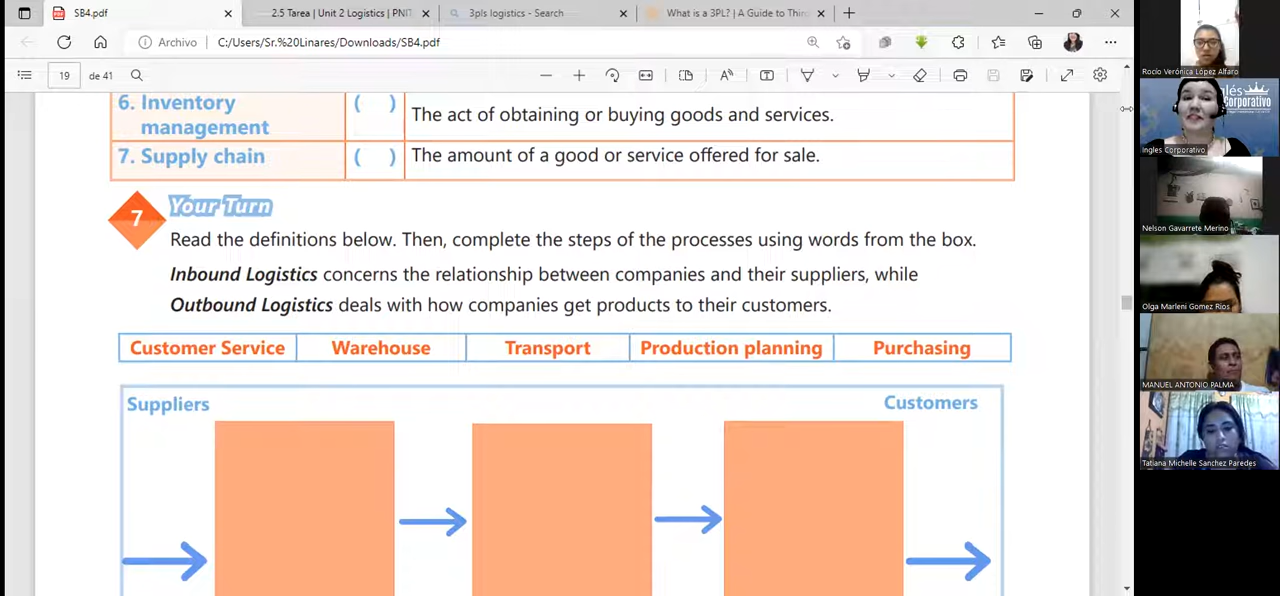 SB4.pdf
2.5 Tarea | Unit 2 Logistics | PNIT
3pls logistics - Search
What is a 3PL? | A Guide to Thir
Archivo
C:/Users/Sr.%20Linares/Downloads/SB4.pdf
19 de 41
6. Inventory management ( ) The act of obtaining or buying goods and services.
7. Supply chain ( ) The amount of a good or service offered for sale.
7 Your Turn
Read the definitions below. Then, complete the steps of the processes using words from the box.
Inbound Logistics concerns the relationship between companies and their suppliers, while
Outbound Logistics deals with how companies get products to their customers.
Customer Service Warehouse Transport Production planning Purchasing
Suppliers Customers
Rocío Verónica López Alfaro
glés
Corporativo
Ingles Corporativo
Nelson Gavarrete Merino
Olga Marleni Gomez Rios
MANUEL ANTONIO PALMA
Tatiana Michelle Sanchez Paredes